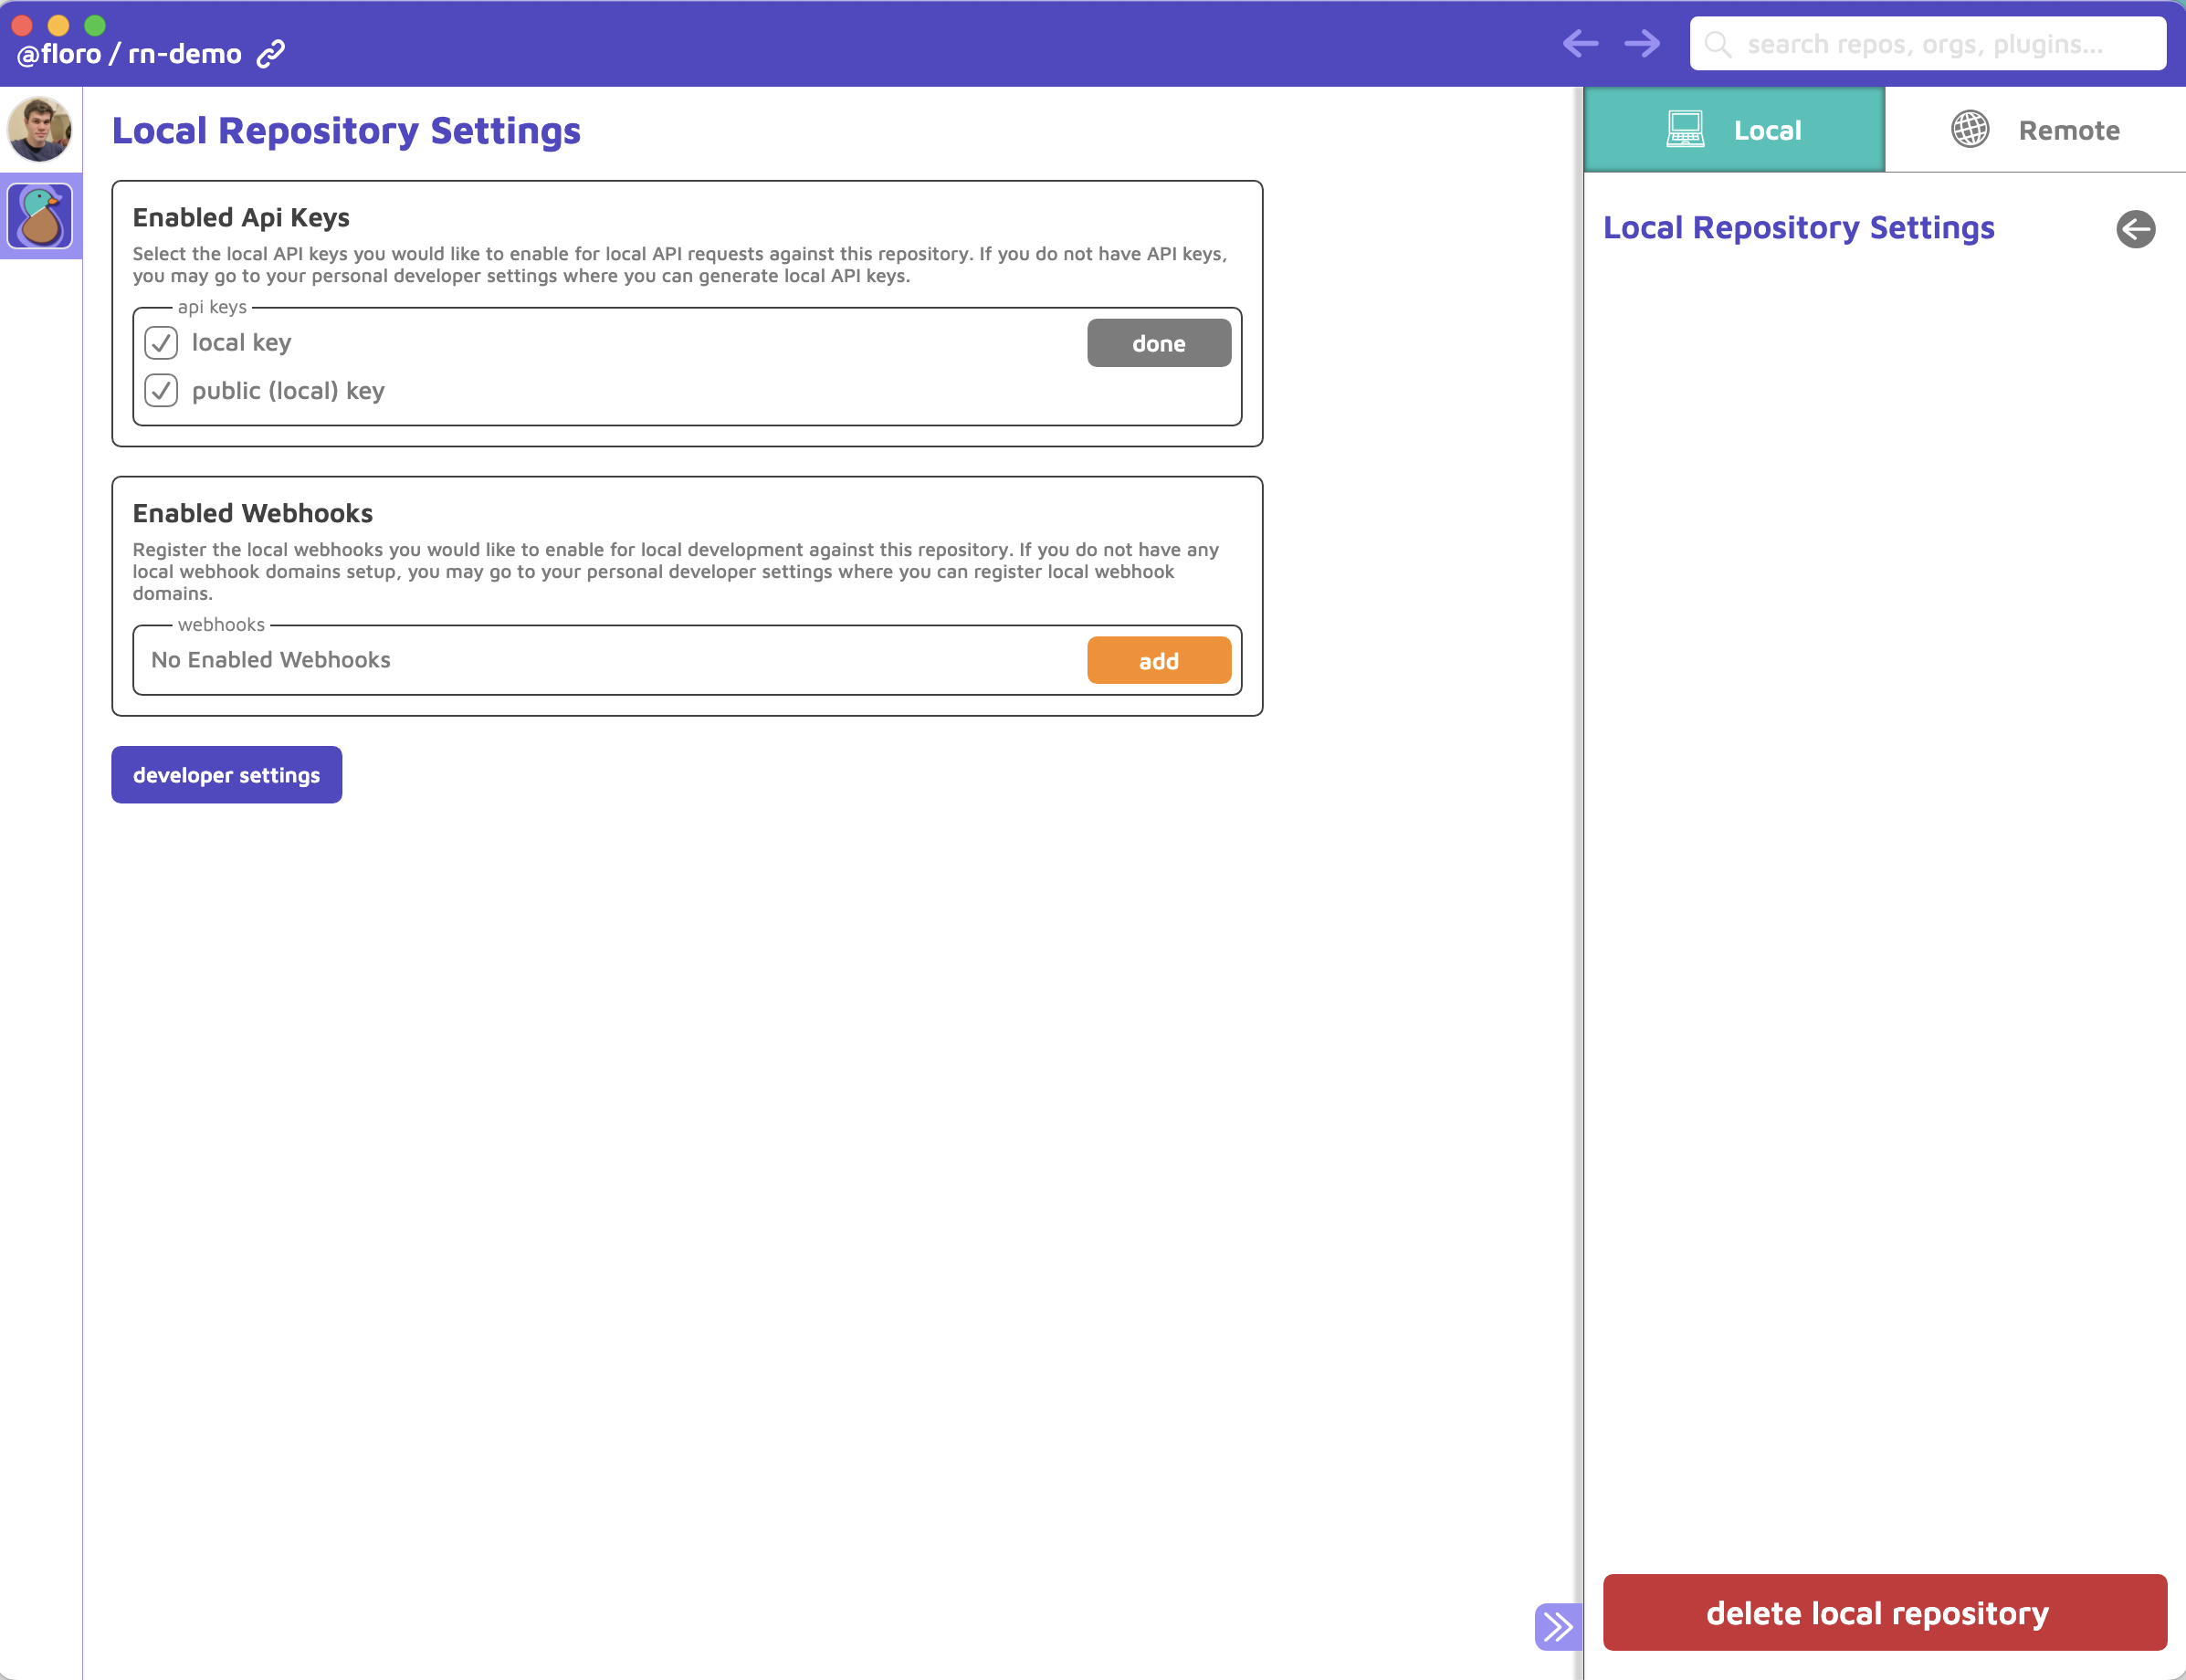 @floro / rn-demo
search repos, orgs, plugins...
Local Repository Settings
Enabled Api Keys
Select the local API keys you would like to enable for local API requests against this repository. If you do not have API keys,
you may go to your personal developer settings where you can generate local API keys.
api keys
local key
done
public (local) key
Enabled Webhooks
Register the local webhooks you would like to enable for local development against this repository. If you do not have any
local webhook domains setup, you may go to your personal developer settings where you can register local webhook
domains.
webhooks
No Enabled Webhooks
add
developer settings
Local
Remote
Local Repository Settings
delete local repository